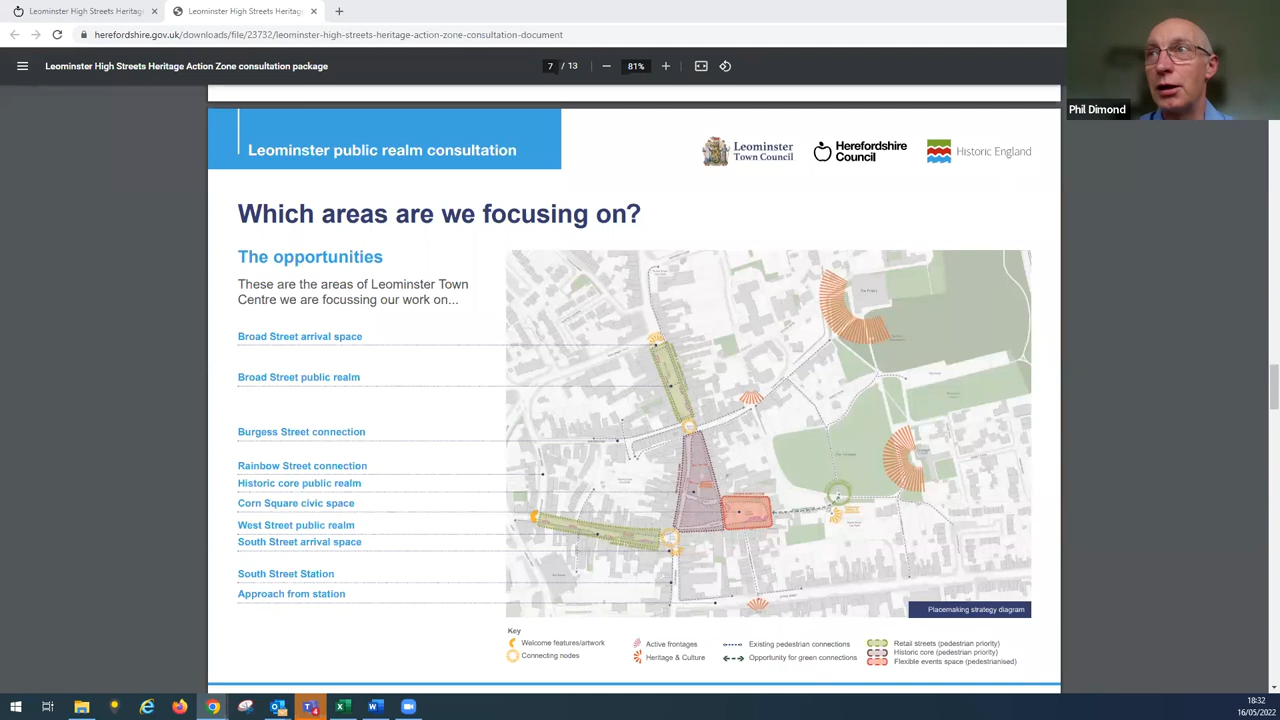 Leominster High Streets Heritag
Leominster High Streets Heritag
herefordshire.gov.uk/downloads/file/23732/leominster-high-streets-heritage-action-zone-consultation-document
Leominster High Streets Heritage Action Zone consultation package
7 / 13
81%
Phil Dimond
Leominster public realm consultation
Leominster
Town Council
Herefordshire
Council
Historic England
Which areas are we focusing on?
The opportunities
These are the areas of Leominster Town
Centre we are focussing our work on...
Broad Street arrival space
Broad Street public realm
Burgess Street connection
Rainbow Street connection
Historic core public realm
Corn Square civic space
West Street public realm
South Street arrival space
South Street Station
Approach from station
Placemaking strategy diagram
Key
Welcome features/artwork
Connecting nodes
Active frontages
Heritage & Culture
Existing pedestrian connections
Opportunity for green connections
Retail streets (pedestrian priority)
Historic core (pedestrian priority)
Flexible events space (pedestrianised)
18:32
16/05/2022